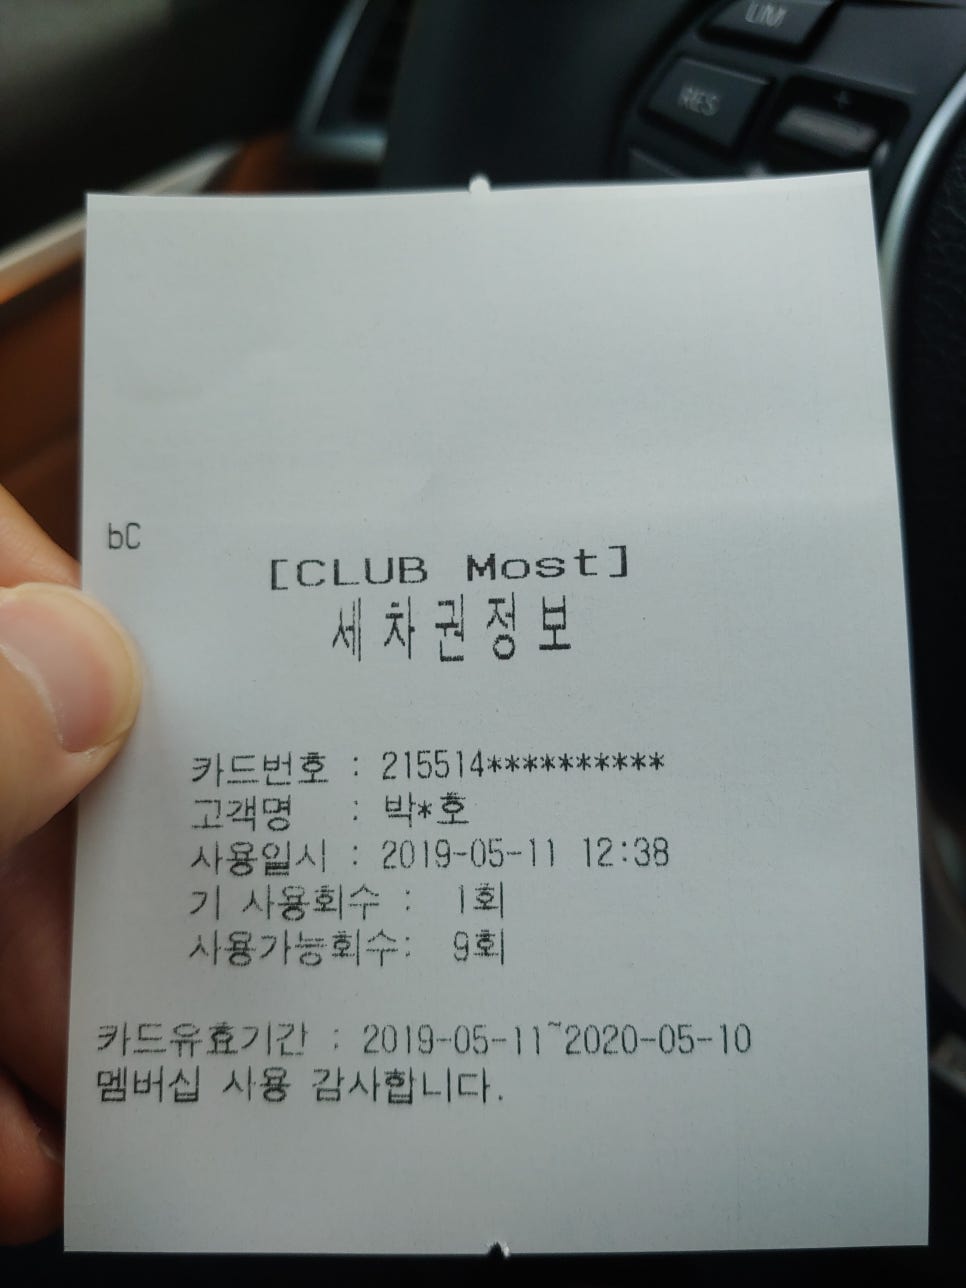 LIM
RES
+
bC
[CLUB Most]
세차권정보
카드번호 : 215514**********
고객명 : 박*호
사용일시 : 2019-05-11 12:38
기 사용회수 : 1회
사용가능회수: 9회
카드유효기간 : 2019-05-11~2020-05-10
멤버십 사용 감사합니다.